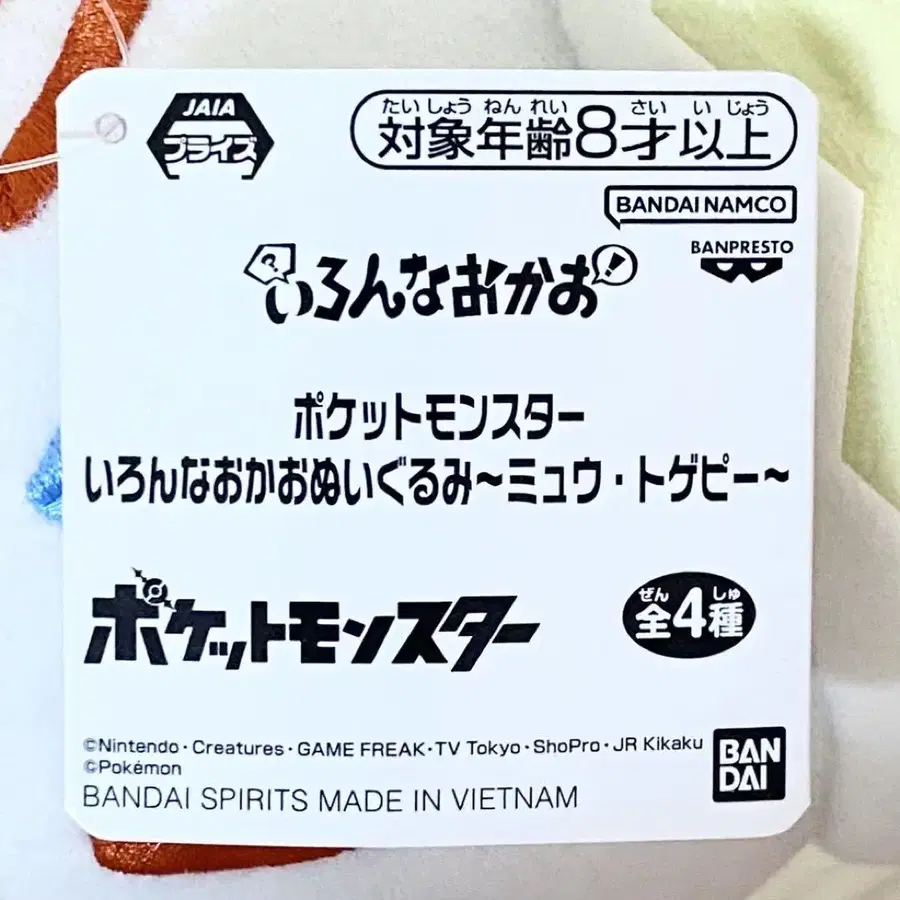 JAIA
プライズ
たいしょうねんれい さいいじょう
対象年齢8才以上
BANDAI NAMCO
BANPRESTO
?いろんなおかお!
ポケットモンスター
いろんなおかおぬいぐるみ~ミュウ・トゲピー~
ポケットモンスター
ぜん しゅ
全4種
©Nintendo・Creatures・GAME FREAK・TV Tokyo・ShoPro・JR Kikaku
©Pokémon
BANDAI SPIRITS MADE IN VIETNAM
BAN
DAI